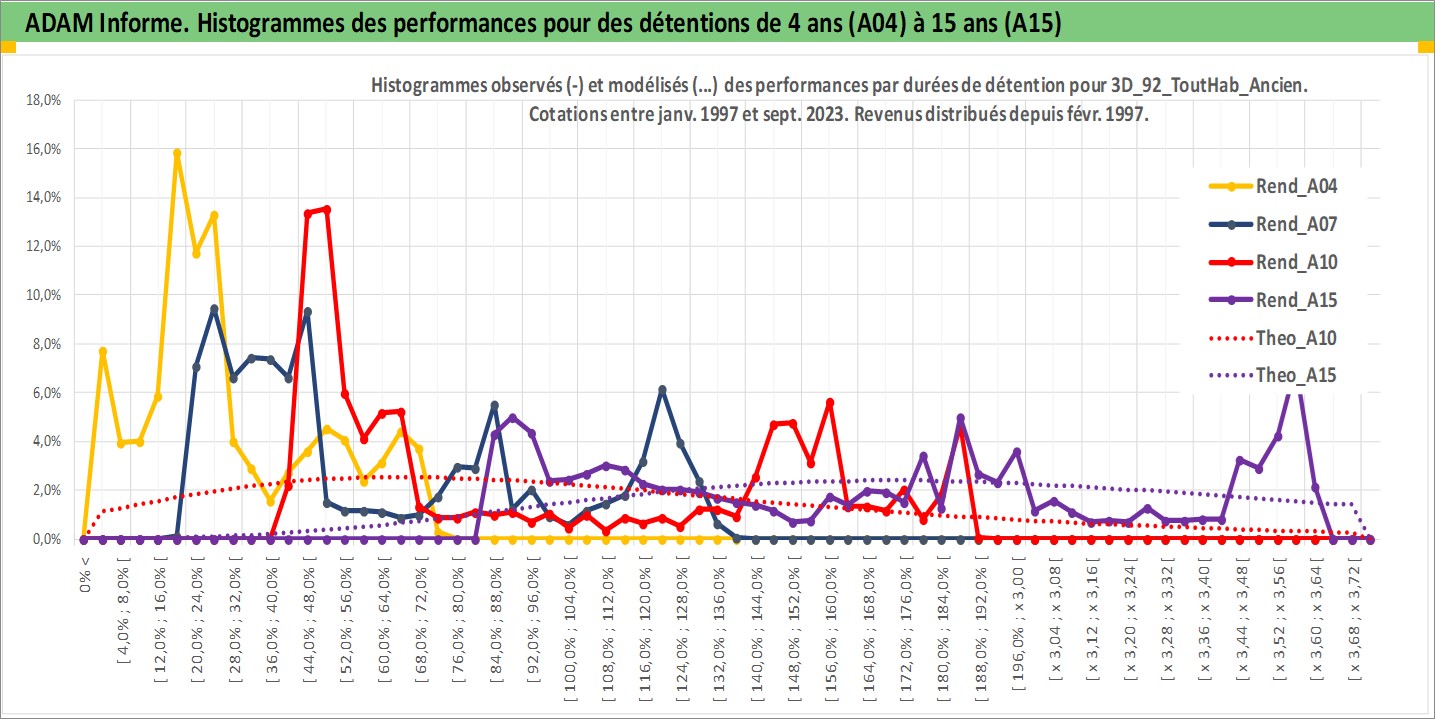 ADAM Informe. Histogrammes des performances pour des détentions de 4 ans (A04) à 15 ans (A15)
Histogrammes observés (-) et modélisés (...) des performances par durées de détention pour 3D_92_ToutHab_Ancien.
Cotations entre janv. 1997 et sept. 2023. Revenus distribués depuis févr. 1997.
18,0%
16,0%
14,0%
12,0%
10,0%
8,0%
6,0%
4,0%
2,0%
0,0%
Rend_A04
Rend_A07
Rend_A10
Rend_A15
Theo_A10
Theo_A15
0% <
[ 4,0% ; 8,0% [
[ 12,0% ; 16,0% [
[ 20,0% ; 24,0% [
[ 28,0% ; 32,0% [
[ 36,0% ; 40,0% [
[ 44,0% ; 48,0% [
[ 52,0% ; 56,0% [
[ 60,0% ; 64,0% [
[ 68,0% ; 72,0% [
[ 76,0% ; 80,0% [
[ 84,0% ; 88,0% [
[ 92,0% ; 96,0% [
[ 100,0% ; 104,0% [
[ 108,0% ; 112,0% [
[ 116,0% ; 120,0% [
[ 124,0% ; 128,0% [
[ 132,0% ; 136,0% [
[ 140,0% ; 144,0% [
[ 148,0% ; 152,0% [
[ 156,0% ; 160,0% [
[ 164,0% ; 168,0% [
[ 172,0% ; 176,0% [
[ 180,0% ; 184,0% [
[ 188,0% ; 192,0% [
[ 196,0% ; x 3,00 [
[ x 3,04 ; x 3,08 [
[ x 3,12 ; x 3,16 [
[ x 3,20 ; x 3,24 [
[ x 3,28 ; x 3,32 [
[ x 3,36 ; x 3,40 [
[ x 3,44 ; x 3,48 [
[ x 3,52 ; x 3,56 [
[ x 3,60 ; x 3,64 [
[ x 3,68 ; x 3,72 [